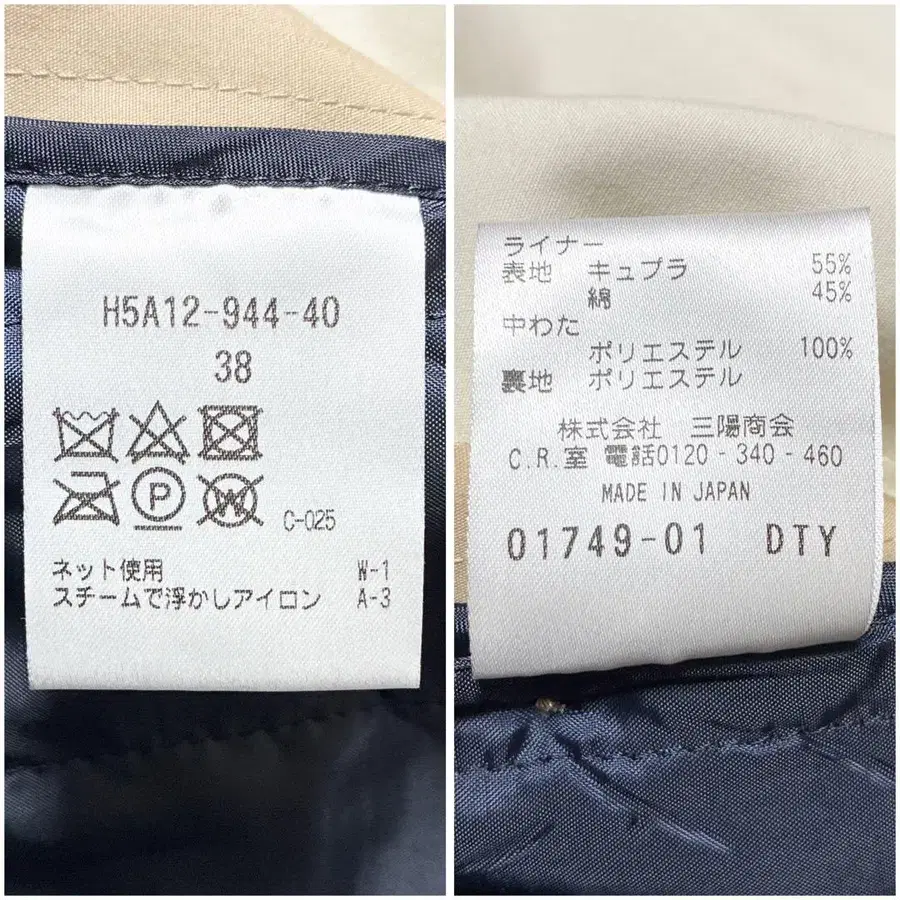 H5A12-944-40
38
P
W
C-025
ネット使用 W-1
スチームで浮かしアイロン A-3
ライナー
表地 キュプラ 55%
綿 45%
中わた
ポリエステル 100%
裏地 ポリエステル
株式会社 三陽商会
C.R.室 電話0120-340-460
MADE IN JAPAN
01749-01 DTY